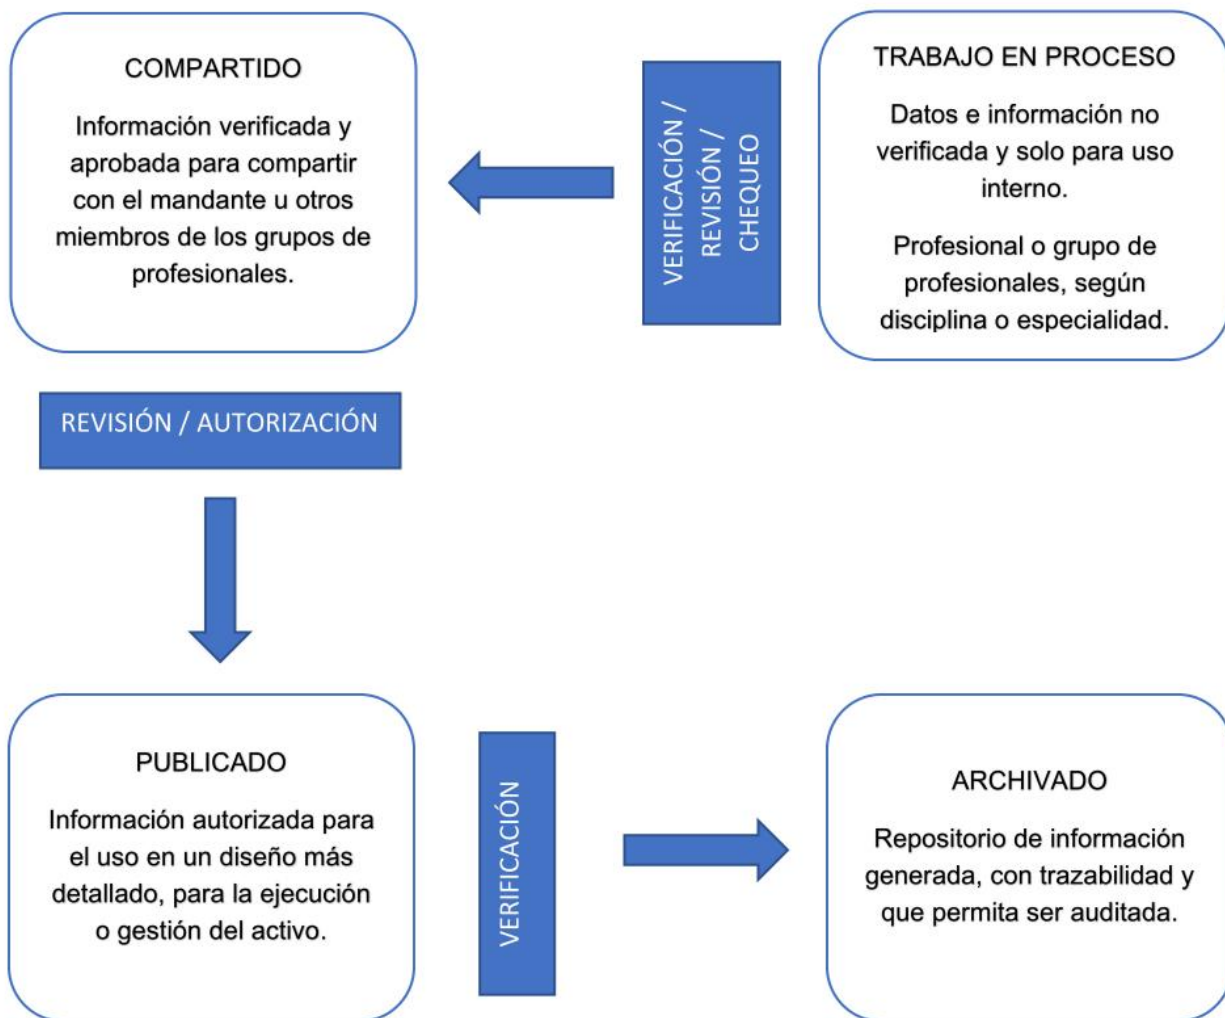 COMPARTIDO
Información verificada y
aprobada para compartir
con el mandante u otros
miembros de los grupos de
profesionales.
VERIFICACIÓN /
REVISIÓN /
CHEQUEO
TRABAJO EN PROCESO
Datos e información no
verificada y solo para uso
interno.
Profesional o grupo de
profesionales, según
disciplina o especialidad.
REVISIÓN / AUTORIZACIÓN
PUBLICADO
Información autorizada para
el uso en un diseño más
detallado, para la ejecución
o gestión del activo.
VERIFICACIÓN
ARCHIVADO
Repositorio de información
generada, con trazabilidad y
que permita ser auditada.